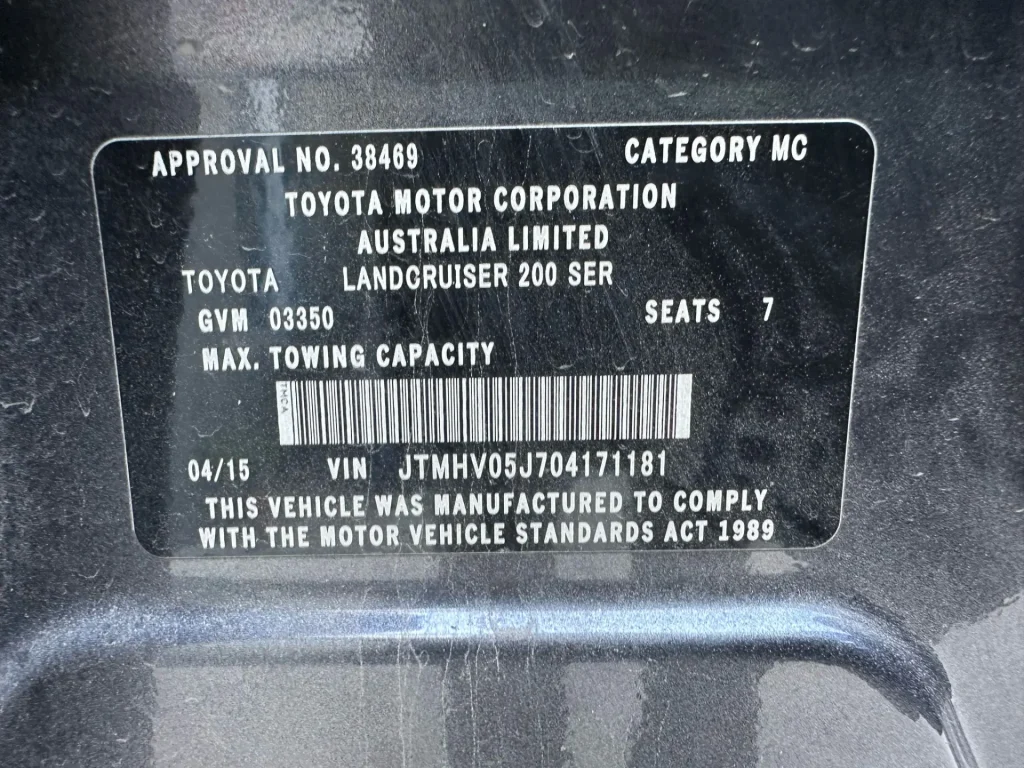 APPROVAL NO. 38469 CATEGORY MC
TOYOTA MOTOR CORPORATION
AUSTRALIA LIMITED
TOYOTA LANDCRUISER 200 SER
GVM 03350 SEATS 7
MAX. TOWING CAPACITY
TMCA
04/15 VIN JTMHV05J704171181
THIS VEHICLE WAS MANUFACTURED TO COMPLY
WITH THE MOTOR VEHICLE STANDARDS ACT 1989